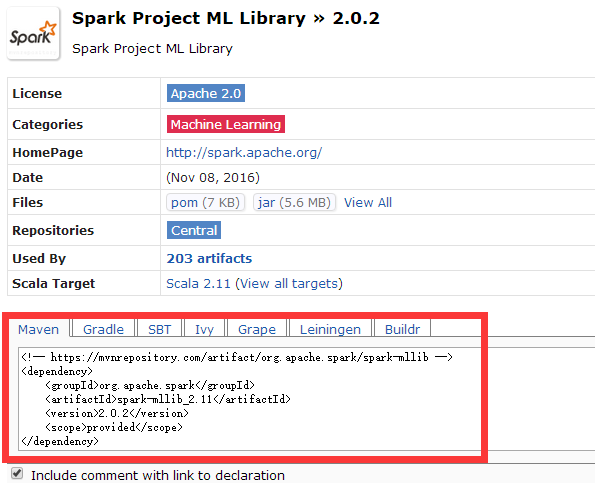 Spark Project ML Library » 2.0.2
Spark
Spark Project ML Library
License Apache 2.0
Categories Machine Learning
HomePage http://spark.apache.org/
Date (Nov 08, 2016)
Files pom (7 KB) jar (5.6 MB) View All
Repositories Central
Used By 203 artifacts
Scala Target Scala 2.11 (View all targets)
Maven Gradle SBT Ivy Grape Leiningen Buildr
<!-- https://mvnrepository.com/artifact/org.apache.spark/spark-mllib -->
<dependency>
    <groupId>org.apache.spark</groupId>
    <artifactId>spark-mllib_2.11</artifactId>
    <version>2.0.2</version>
    <scope>provided</scope>
</dependency>
Include comment with link to declaration